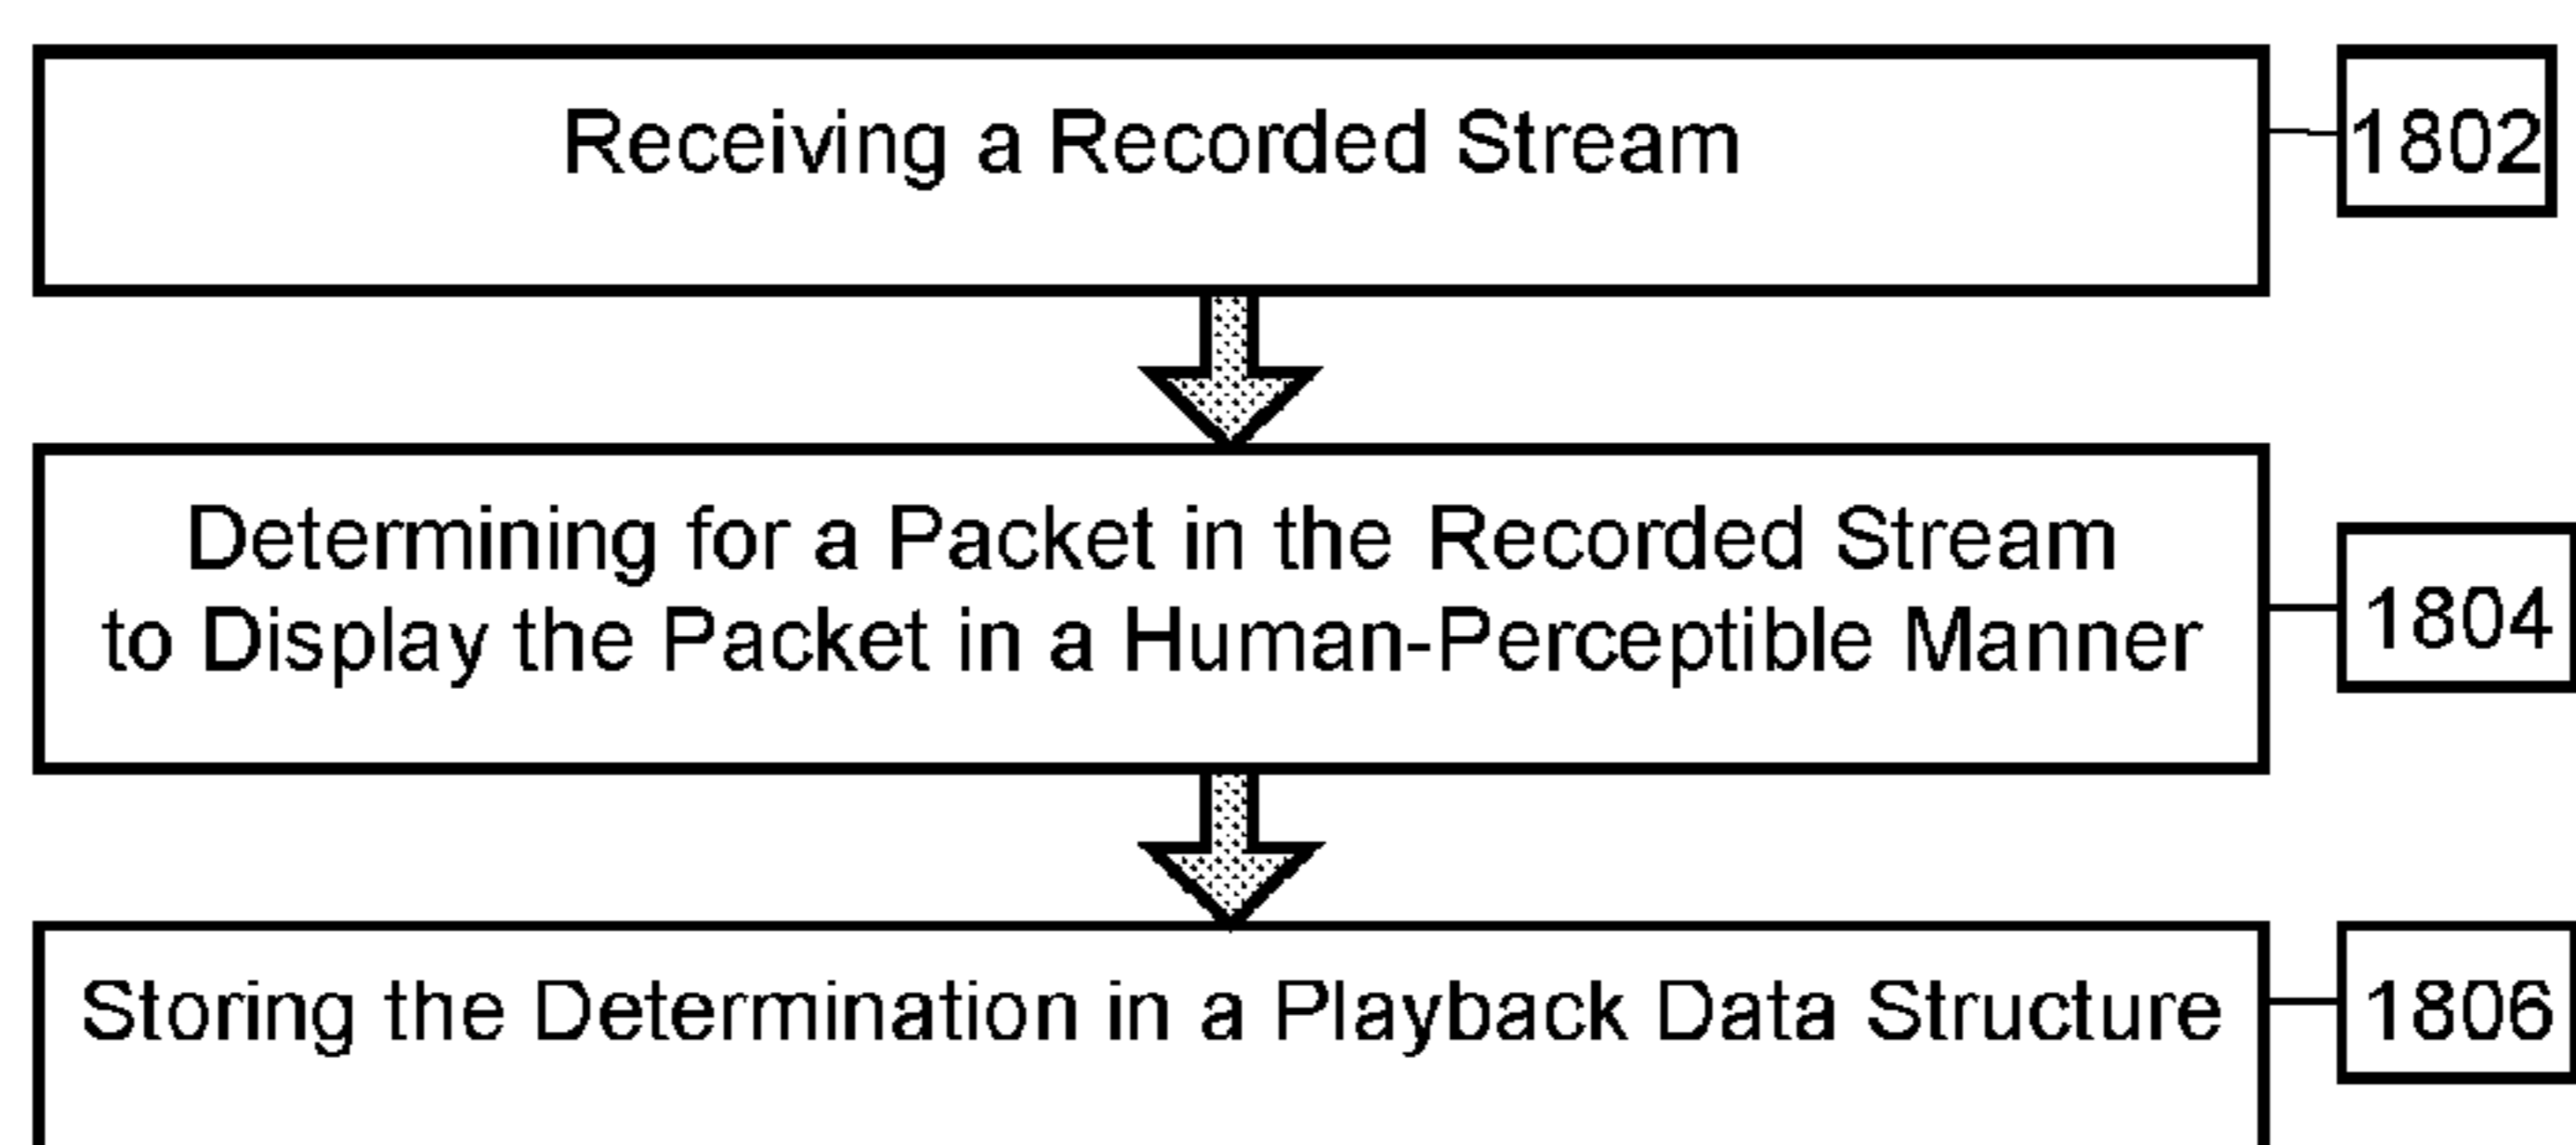 Receiving a Recorded Stream
1802
Determining for a Packet in the Recorded Stream
to Display the Packet in a Human-Perceptible Manner
1804
Storing the Determination in a Playback Data Structure
1806